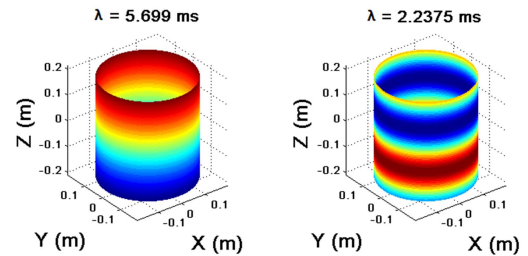 λ = 5.699 ms
0.2
0.1
0
-0.1
-0.2
Z (m)
0.1
0
-0.1
Y (m)
-0.1
0
0.1
X (m)
λ = 2.2375 ms
0.2
0.1
0
-0.1
-0.2
Z (m)
0.1
0
-0.1
Y (m)
-0.1
0
0.1
X (m)